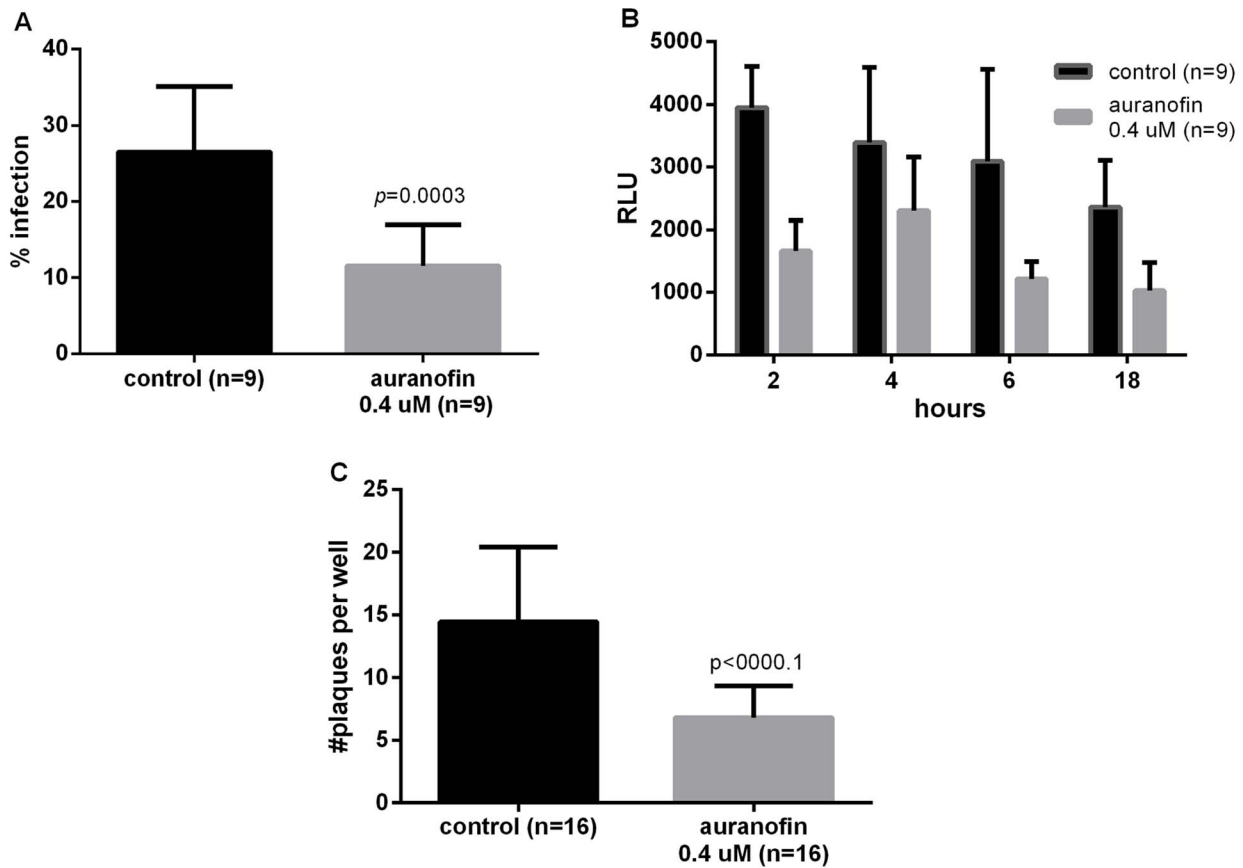 A
% infection
40
30
20
10
0
p=0.0003
control (n=9)
auranofin
0.4 uM (n=9)
B
RLU
5000
4000
3000
2000
1000
0
control (n=9)
auranofin
0.4 uM (n=9)
2 4 6 18
hours
C
#plaques per well
25
20
15
10
5
0
p<0000.1
control (n=16)
auranofin
0.4 uM (n=16)